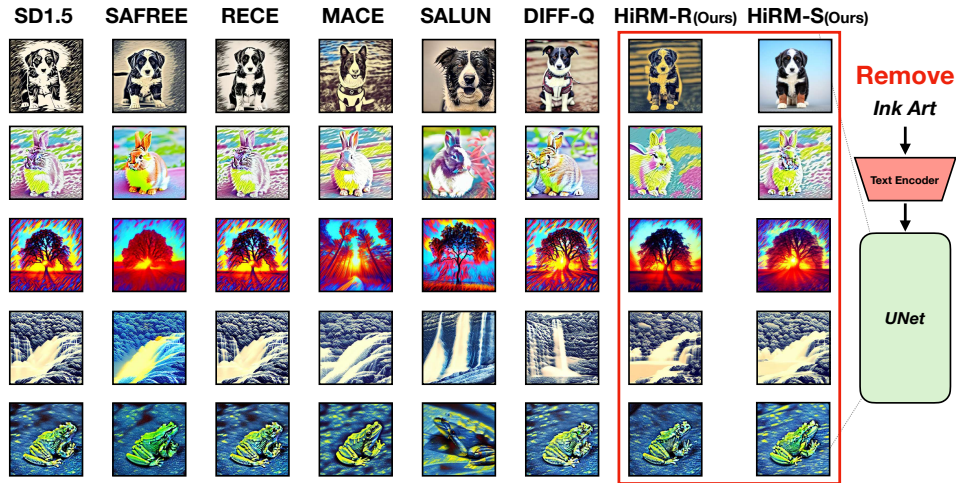 SD1.5 SAFREE RECE MACE SALUN DIFF-Q HiRM-R(Ours) HiRM-S(Ours)
Remove
Ink Art
Text Encoder
UNet